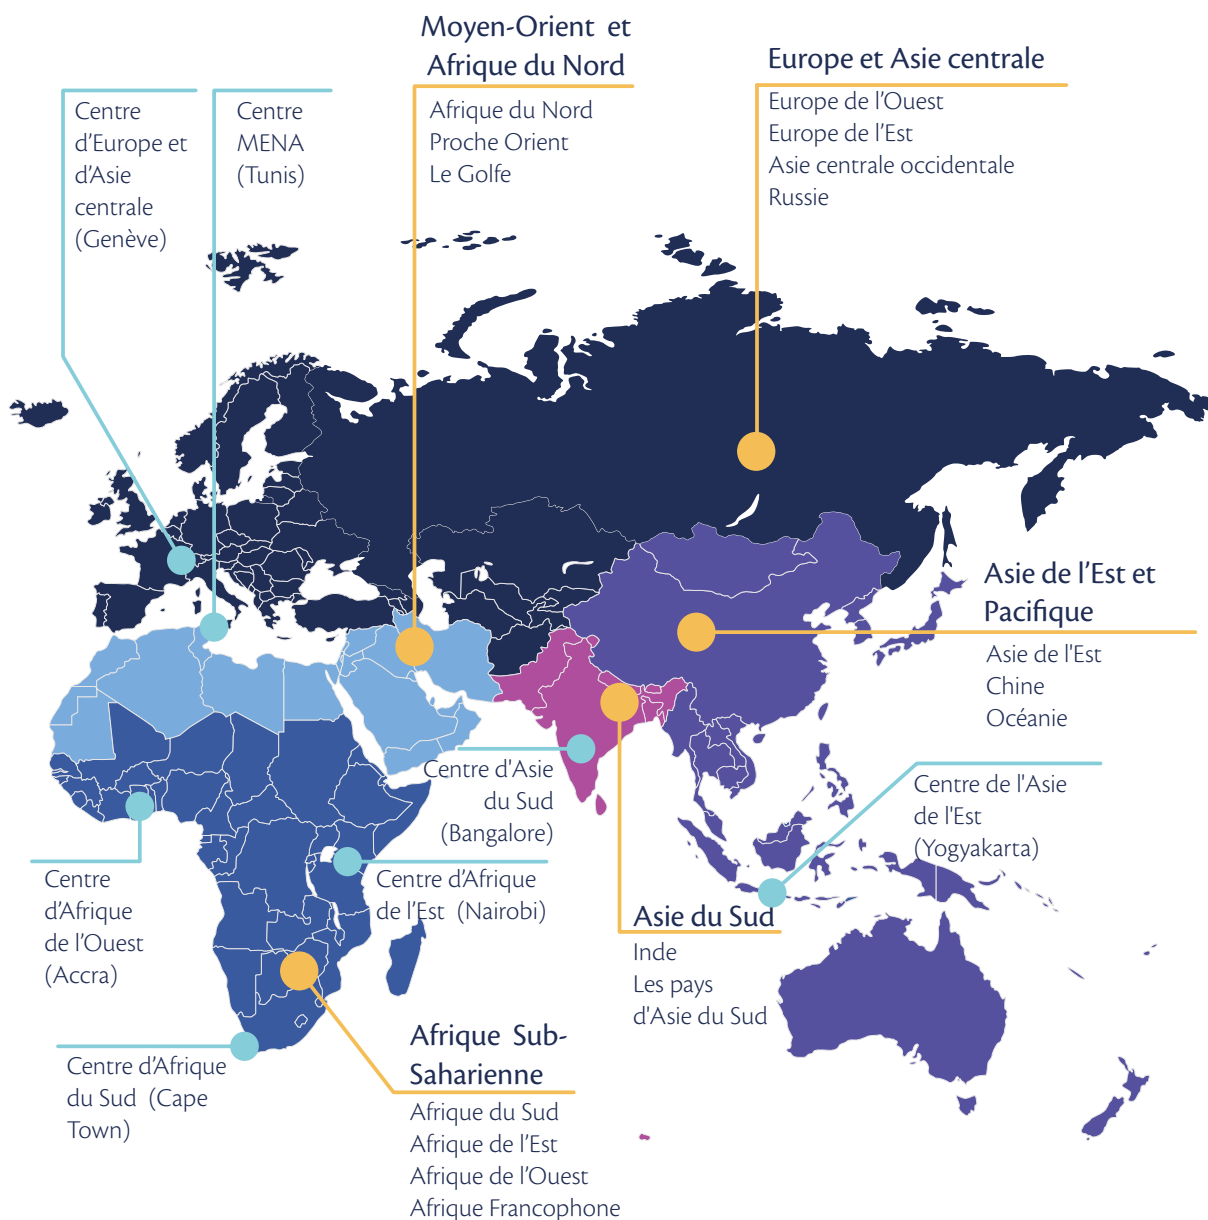 Moyen-Orient et
Afrique du Nord
Afrique du Nord
Proche Orient
Le Golfe
Europe et Asie centrale
Europe de l’Ouest
Europe de l’Est
Asie centrale occidentale
Russie
Centre
d’Europe et
d’Asie
centrale
(Genève)
Centre
MENA
(Tunis)
Asie de l’Est et
Pacifique
Asie de l'Est
Chine
Océanie
Centre d'Asie
du Sud
(Bangalore)
Centre de l'Asie
de l'Est
(Yogyakarta)
Centre
d’Afrique
de l’Ouest
(Accra)
Centre d’Afrique
de l’Est (Nairobi)
Asie du Sud
Inde
Les pays
d'Asie du Sud
Centre d’Afrique
du Sud (Cape
Town)
Afrique Sub-
Saharienne
Afrique du Sud
Afrique de l’Est
Afrique de l’Ouest
Afrique Francophone